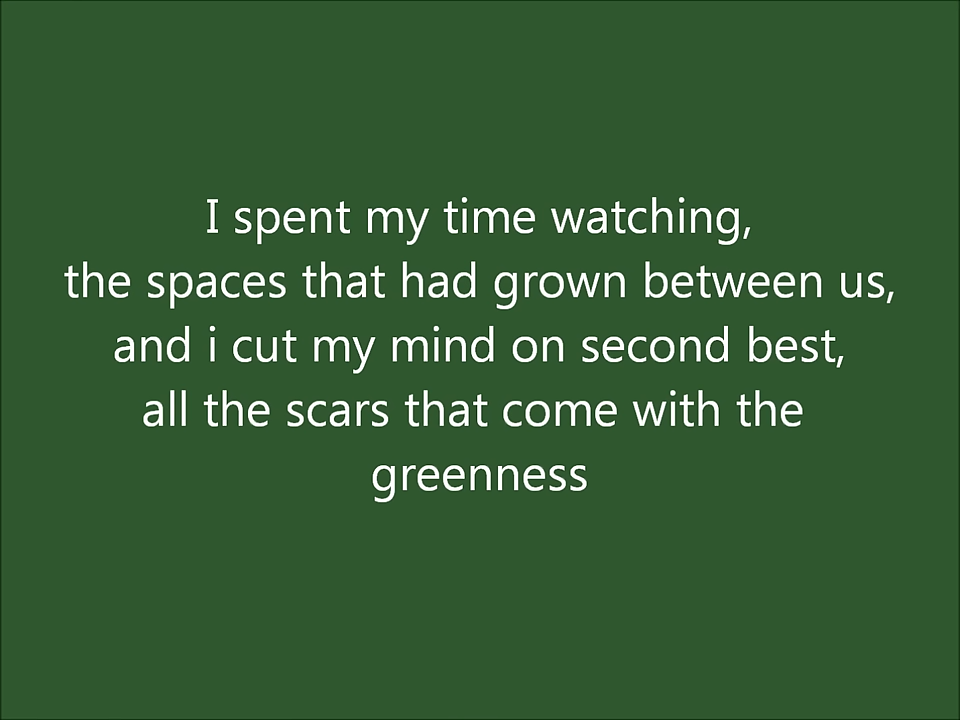 I spent my time watching,
the spaces that had grown between us,
and i cut my mind on second best,
all the scars that come with the
greenness